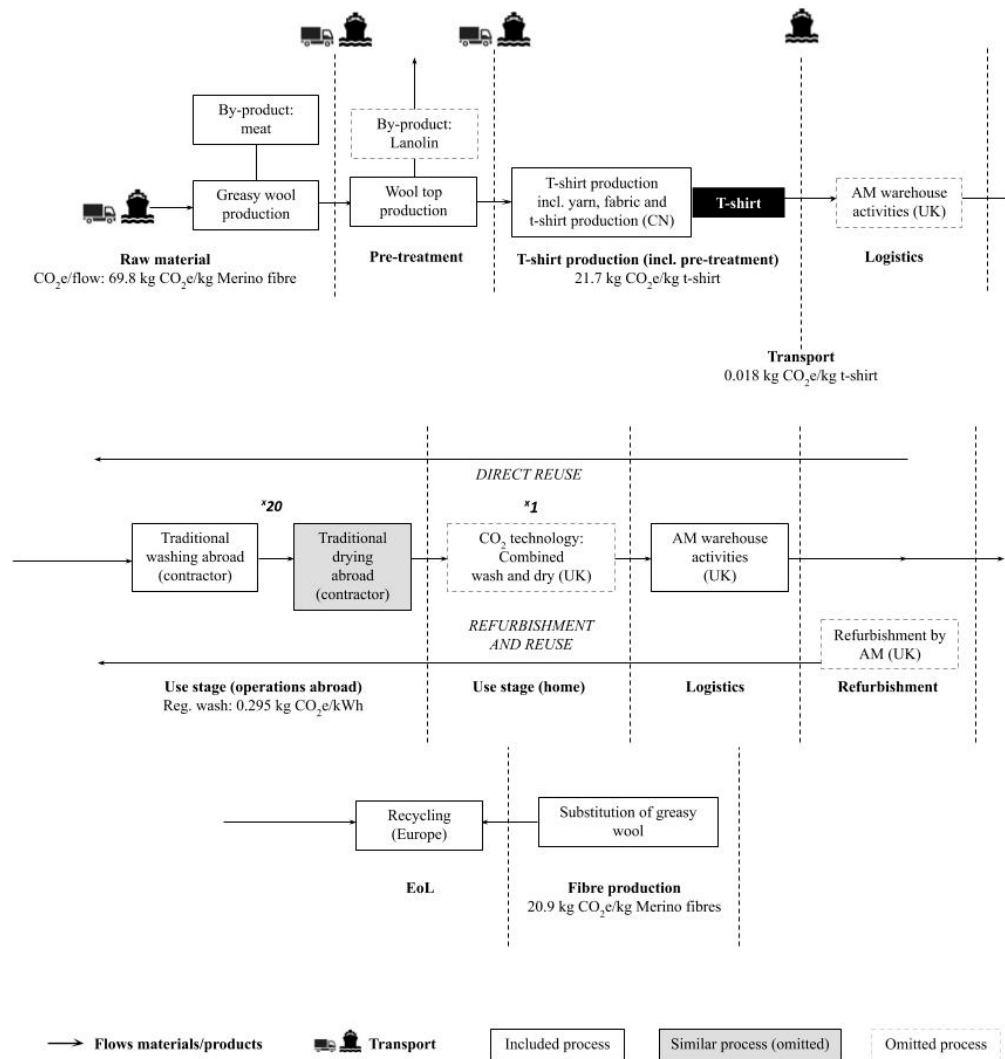 By-product:
meat
By-product:
Lanolin
Greasy wool
production
Wool top
production
T-shirt production
incl. yarn, fabric and
t-shirt production (CN)
T-shirt
AM warehouse
activities (UK)
Raw material
CO₂e/flow: 69.8 kg CO₂e/kg Merino fibre
Pre-treatment
T-shirt production (incl. pre-treatment)
21.7 kg CO₂e/kg t-shirt
Logistics
Transport
0.018 kg CO₂e/kg t-shirt
DIRECT REUSE
x20
x1
Traditional
washing abroad
(contractor)
Traditional
drying
abroad
(contractor)
CO₂ technology:
Combined
wash and dry (UK)
AM warehouse
activities
(UK)
REFURBISHMENT
AND REUSE
Refurbishment by
AM (UK)
Use stage (operations abroad)
Reg. wash: 0.295 kg CO₂e/kWh
Use stage (home)
Logistics
Refurbishment
Recycling
(Europe)
Substitution of greasy
wool
EoL
Fibre production
20.9 kg CO₂e/kg Merino fibres
Flows materials/products
Transport
Included process
Similar process (omitted)
Omitted process